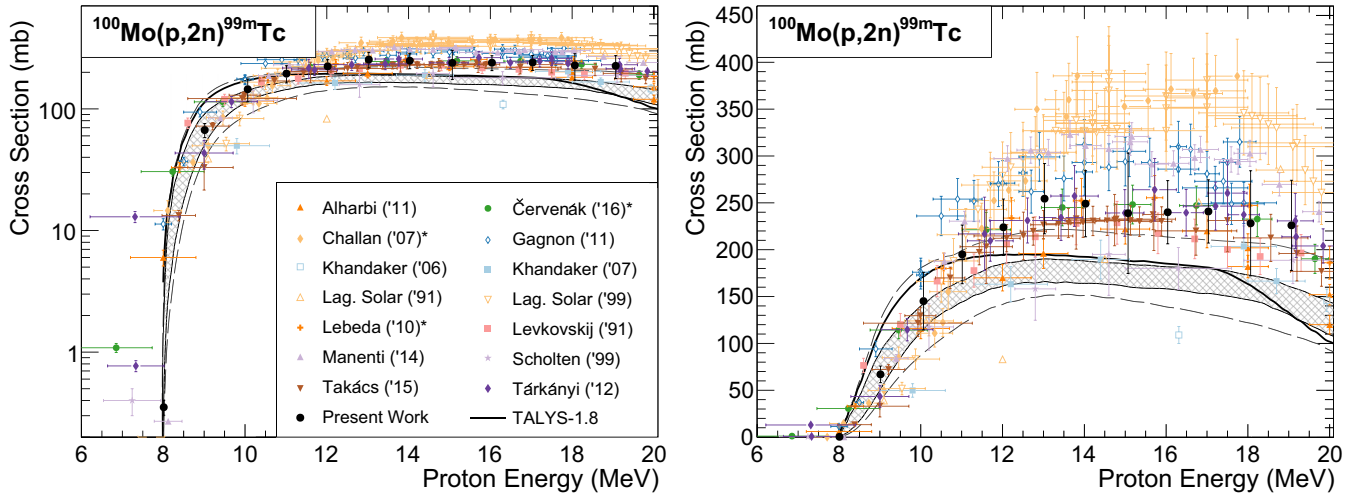 ¹⁰⁰Mo(p,2n)⁹⁹ᵐTc
Cross Section (mb)
100
10
1
Alharbi ('11)
Červenák ('16)*
Challan ('07)*
Gagnon ('11)
Khandaker ('06)
Khandaker ('07)
Lag. Solar ('91)
Lag. Solar ('99)
Lebeda ('10)*
Levkovskij ('91)
Manenti ('14)
Scholten ('99)
Takács ('15)
Tárkányi ('12)
Present Work
TALYS-1.8
6 8 10 12 14 16 18 20
Proton Energy (MeV)
¹⁰⁰Mo(p,2n)⁹⁹ᵐTc
Cross Section (mb)
450
400
350
300
250
200
150
100
50
0
6 8 10 12 14 16 18 20
Proton Energy (MeV)